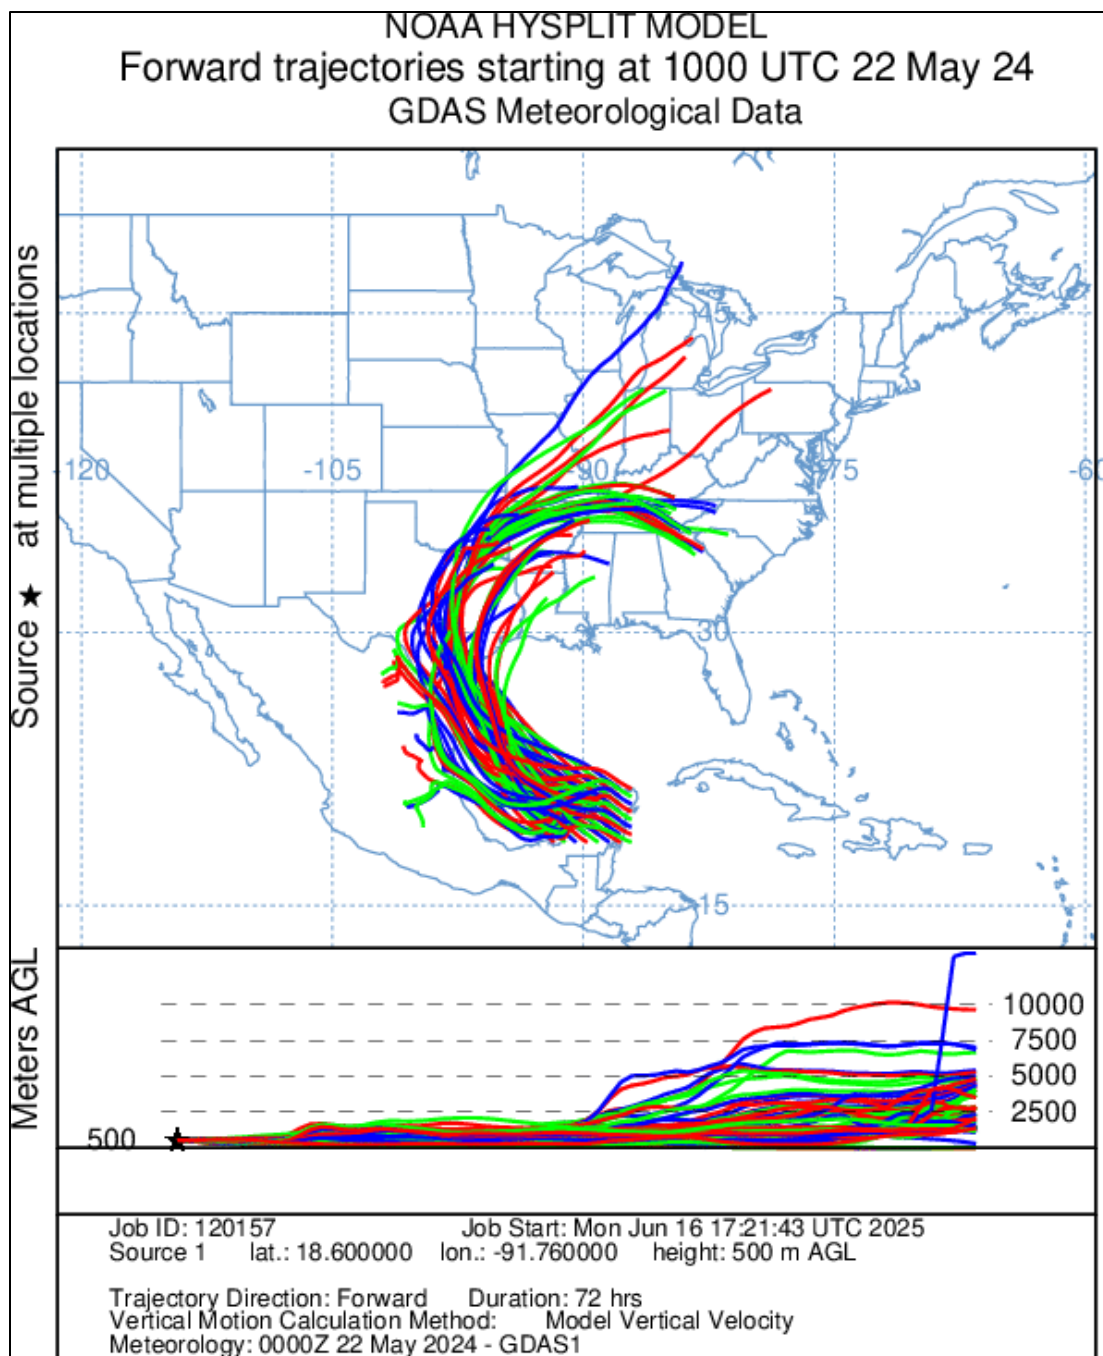 NOAA HYSPLIT MODEL
Forward trajectories starting at 1000 UTC 22 May 24
GDAS Meteorological Data
Source ★ at multiple locations
45
-120 -105 -90 -75 -60
30
15
Meters AGL
10000
7500
5000
2500
500
Job ID: 120157 Job Start: Mon Jun 16 17:21:43 UTC 2025
Source 1 lat.: 18.600000 lon.: -91.760000 height: 500 m AGL
Trajectory Direction: Forward Duration: 72 hrs
Vertical Motion Calculation Method: Model Vertical Velocity
Meteorology: 0000Z 22 May 2024 - GDAS1